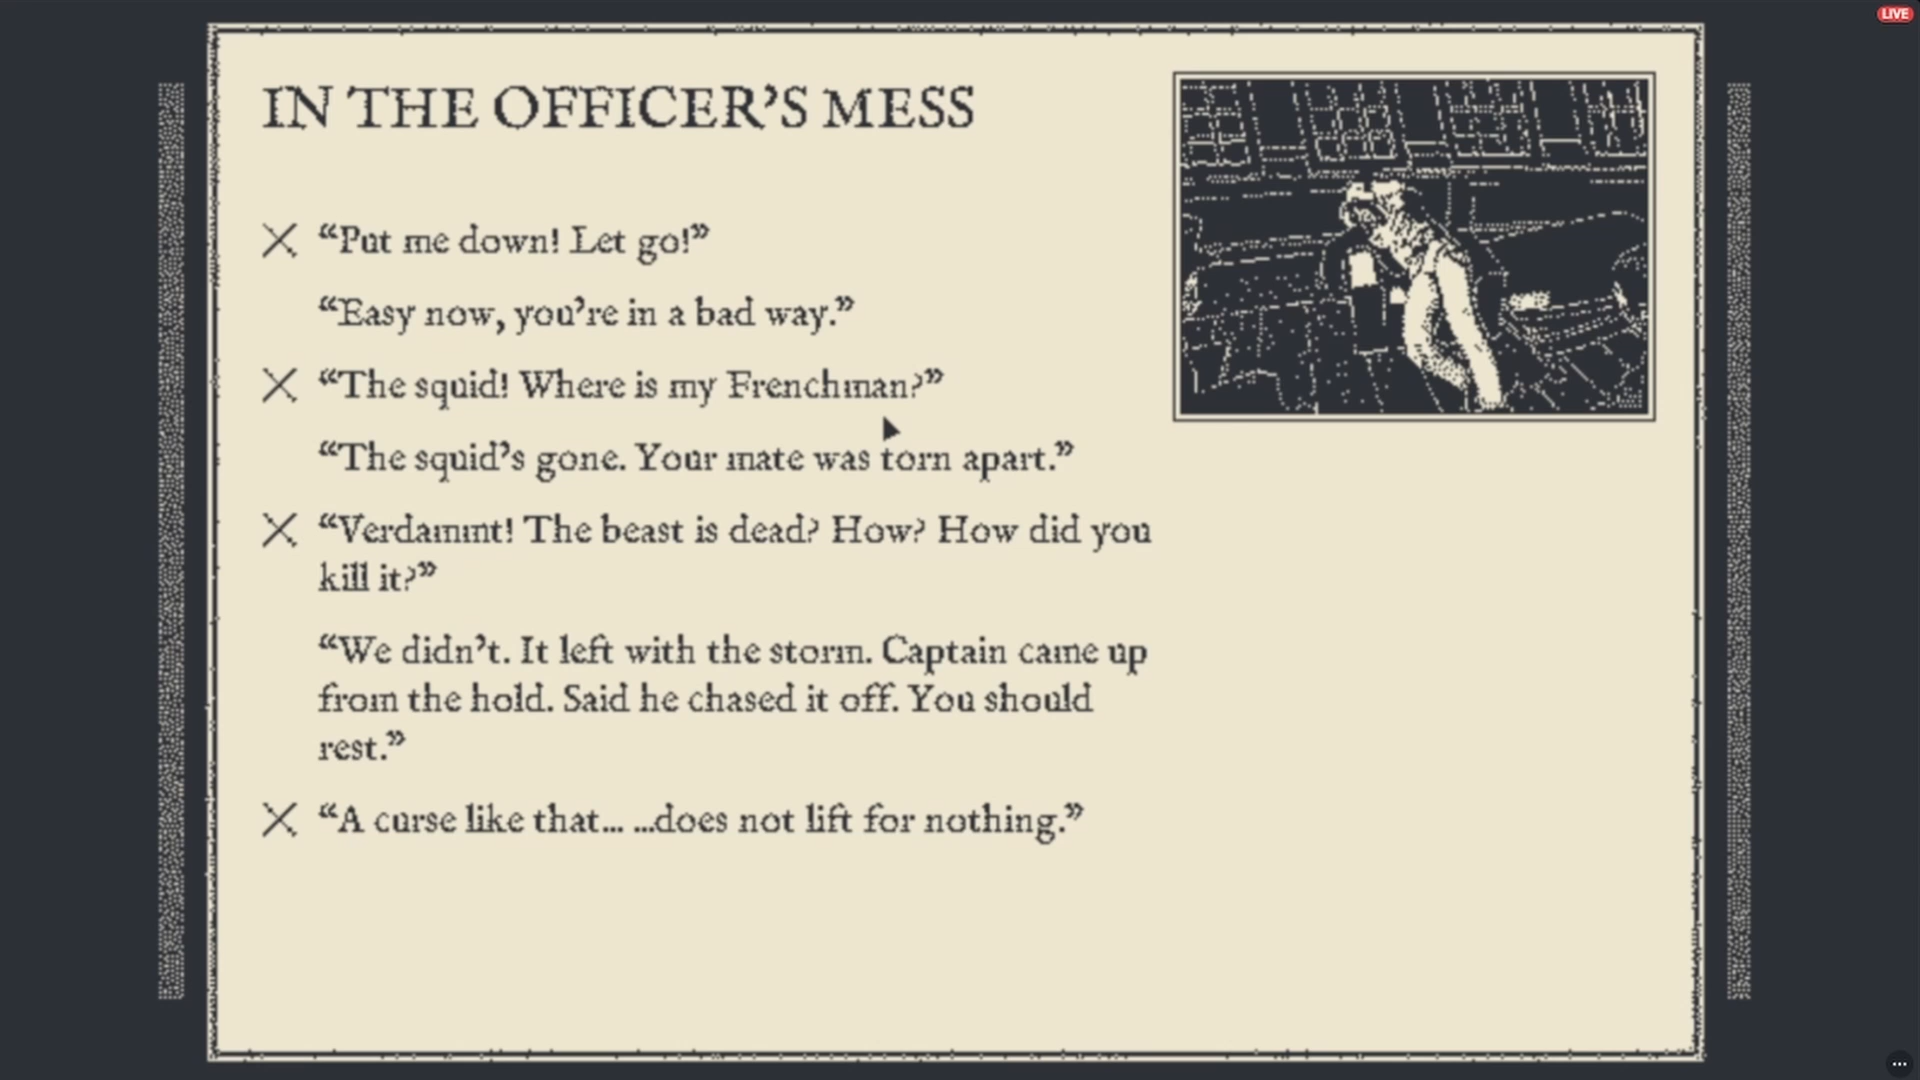 LIVE
IN THE OFFICER’S MESS
“Put me down! Let go!”
“Easy now, you’re in a bad way.”
“The squid! Where is my Frenchman?”
“The squid’s gone. Your mate was torn apart.”
“Verdammt! The beast is dead? How? How did you
kill it?”
“We didn’t. It left with the storm. Captain came up
from the hold. Said he chased it off. You should
rest.”
“A curse like that... ...does not lift for nothing.”